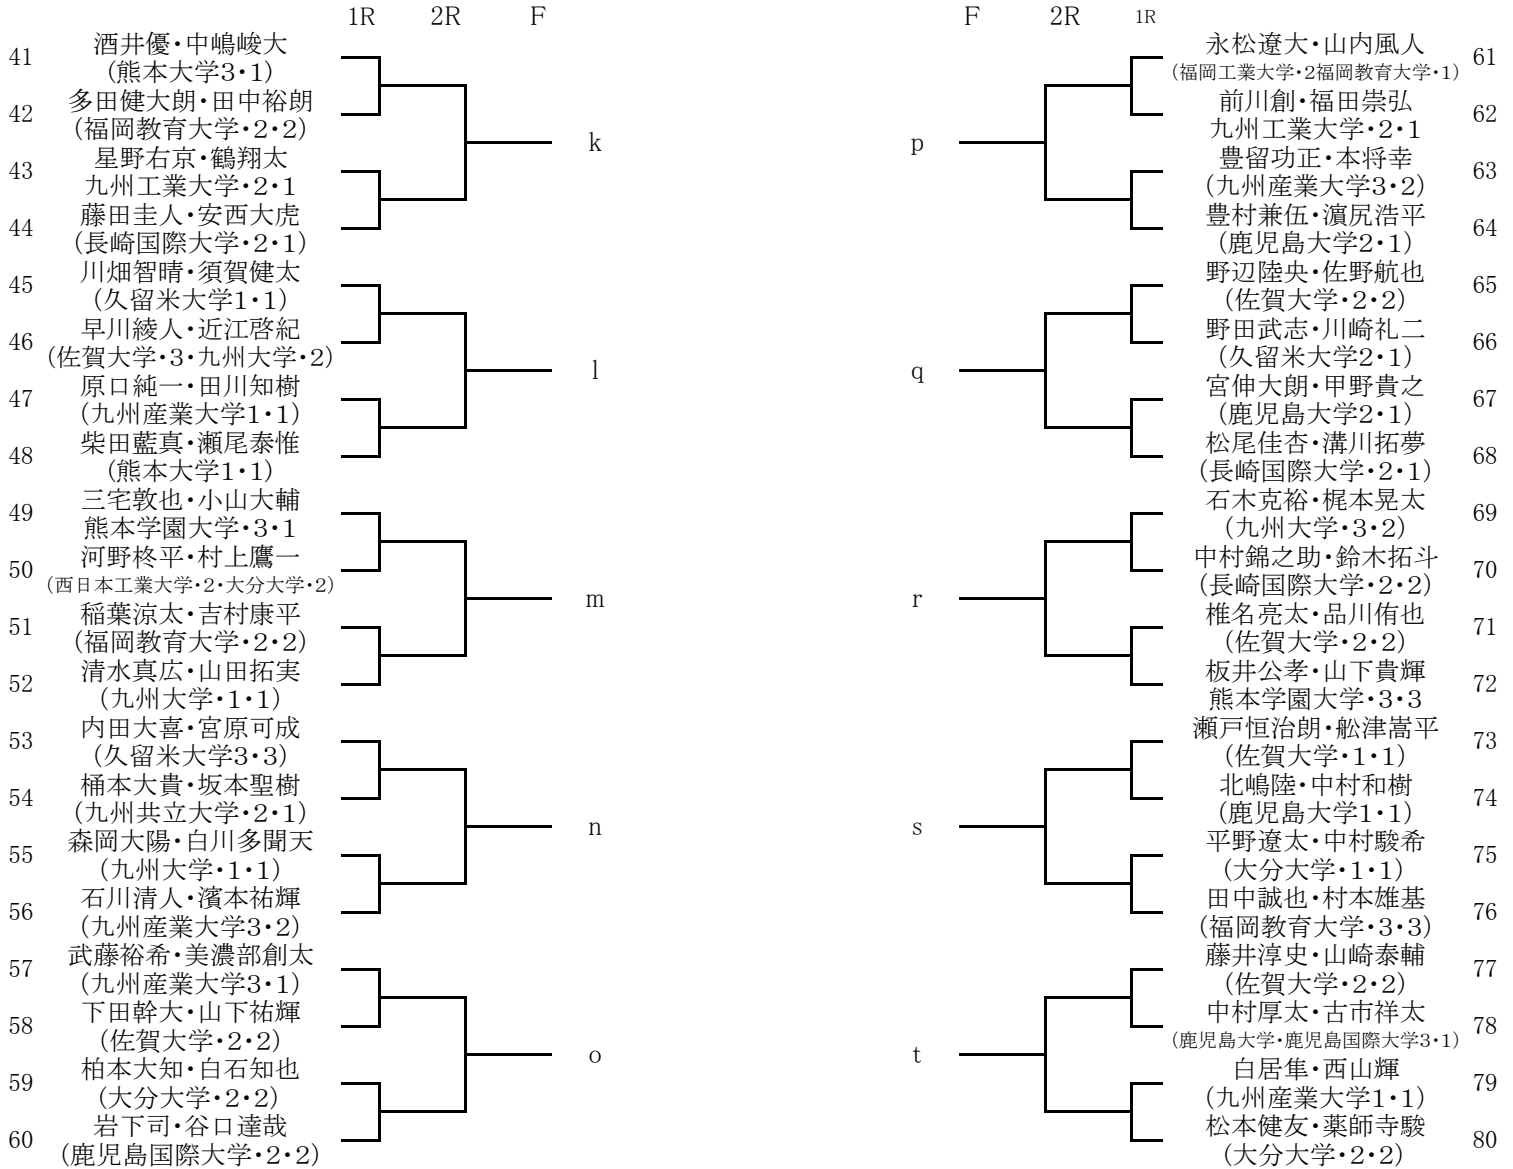 1R 2R F
41 酒井優・中嶋峻大
(熊本大学3・1)
42 多田健大朗・田中裕朗
(福岡教育大学・2・2)
43 星野右京・鶴翔太
九州工業大学・2・1
44 藤田圭人・安西大虎
(長崎国際大学・2・1)
k
45 川畑智晴・須賀健太
(久留米大学1・1)
46 早川綾人・近江啓紀
(佐賀大学・3・九州大学・2)
47 原口純一・田川知樹
(九州産業大学1・1)
48 柴田藍真・瀬尾泰惟
(熊本大学1・1)
l
49 三宅敦也・小山大輔
熊本学園大学・3・1
50 河野柊平・村上鷹一
(西日本工業大学・2・大分大学・2)
51 稲葉涼太・吉村康平
(福岡教育大学・2・2)
52 清水真広・山田拓実
(九州大学・1・1)
m
53 内田大喜・宮原可成
(久留米大学3・3)
54 桶本大貴・坂本聖樹
(九州共立大学・2・1)
55 森岡大陽・白川多聞天
(九州大学・1・1)
56 石川清人・濱本祐輝
(九州産業大学3・2)
n
57 武藤裕希・美濃部創太
(九州産業大学3・1)
58 下田幹大・山下祐輝
(佐賀大学・2・2)
59 柏本大知・白石知也
(大分大学・2・2)
60 岩下司・谷口達哉
(鹿児島国際大学・2・2)
o
F 2R 1R
永松遼大・山内風人 61
(福岡工業大学・2福岡教育大学・1)
前川創・福田崇弘 62
九州工業大学・2・1
豊留功正・本将幸 63
(九州産業大学3・2)
豊村兼伍・濵尻浩平 64
(鹿児島大学2・1)
p
野辺陸央・佐野航也 65
(佐賀大学・2・2)
野田武志・川崎礼二 66
(久留米大学2・1)
宮伸大朗・甲野貴之 67
(鹿児島大学2・1)
松尾佳杏・溝川拓夢 68
(長崎国際大学・2・1)
q
石木克裕・梶本晃太 69
(九州大学・3・2)
中村錦之助・鈴木拓斗 70
(長崎国際大学・2・2)
椎名亮太・品川侑也 71
(佐賀大学・2・2)
板井公孝・山下貴輝 72
熊本学園大学・3・3
r
瀬戸恒治朗・舩津嵩平 73
(佐賀大学・1・1)
北嶋陸・中村和樹 74
(鹿児島大学1・1)
平野遼太・中村駿希 75
(大分大学・1・1)
田中誠也・村本雄基 76
(福岡教育大学・3・3)
s
藤井淳史・山崎泰輔 77
(佐賀大学・2・2)
中村厚太・古市祥太 78
(鹿児島大学・鹿児島国際大学3・1)
白居隼・西山輝 79
(九州産業大学1・1)
松本健友・薬師寺駿 80
(大分大学・2・2)
t